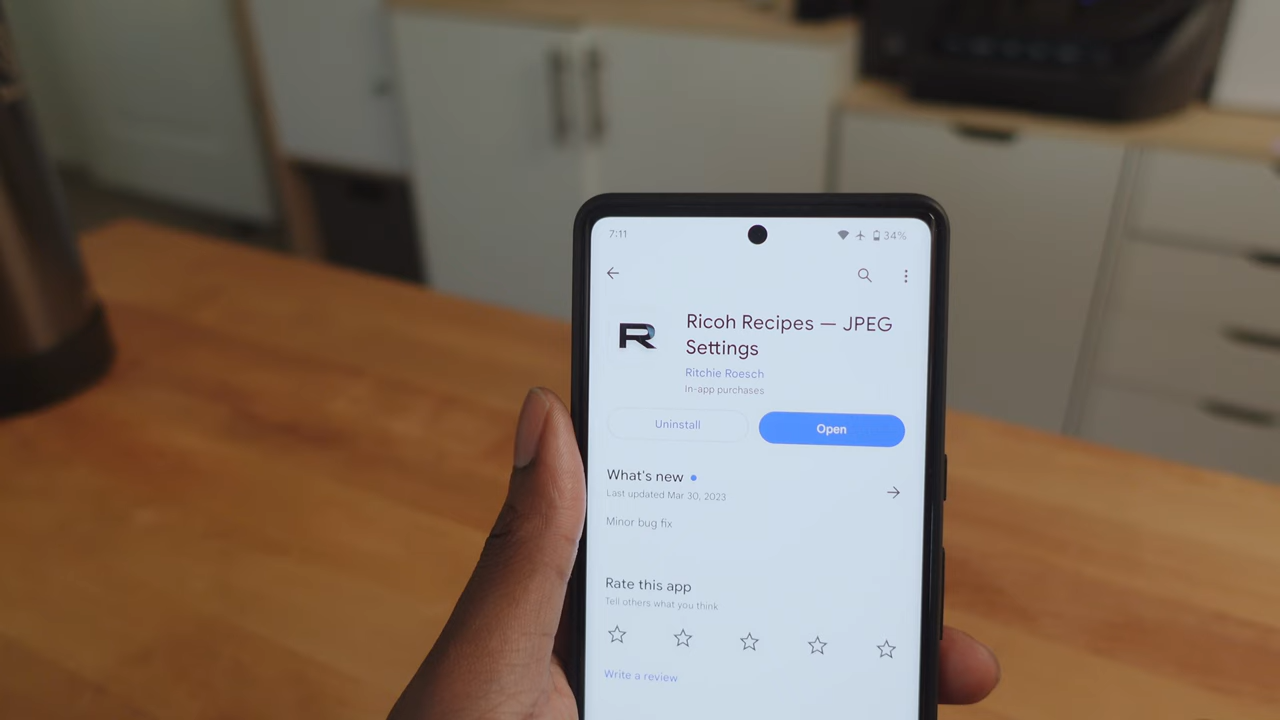 7:11
34%
R
Ricoh Recipes — JPEG
Settings
Ritchie Roesch
In-app purchases
Uninstall
Open
What's new
Last updated Mar 30, 2023
Minor bug fix
Rate this app
Tell others what you think
Write a review